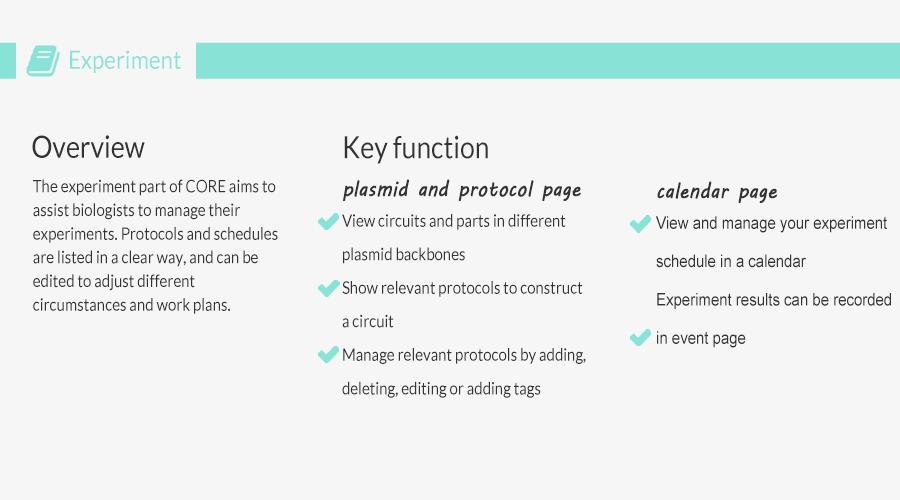 Experiment
Overview
The experiment part of CORE aims to
assist biologists to manage their
experiments. Protocols and schedules
are listed in a clear way, and can be
edited to adjust different
circumstances and work plans.
Key function
plasmid and protocol page
View circuits and parts in different
plasmid backbones
Show relevant protocols to construct
a circuit
Manage relevant protocols by adding,
deleting, editing or adding tags
calendar page
View and manage your experiment
schedule in a calendar
Experiment results can be recorded
in event page